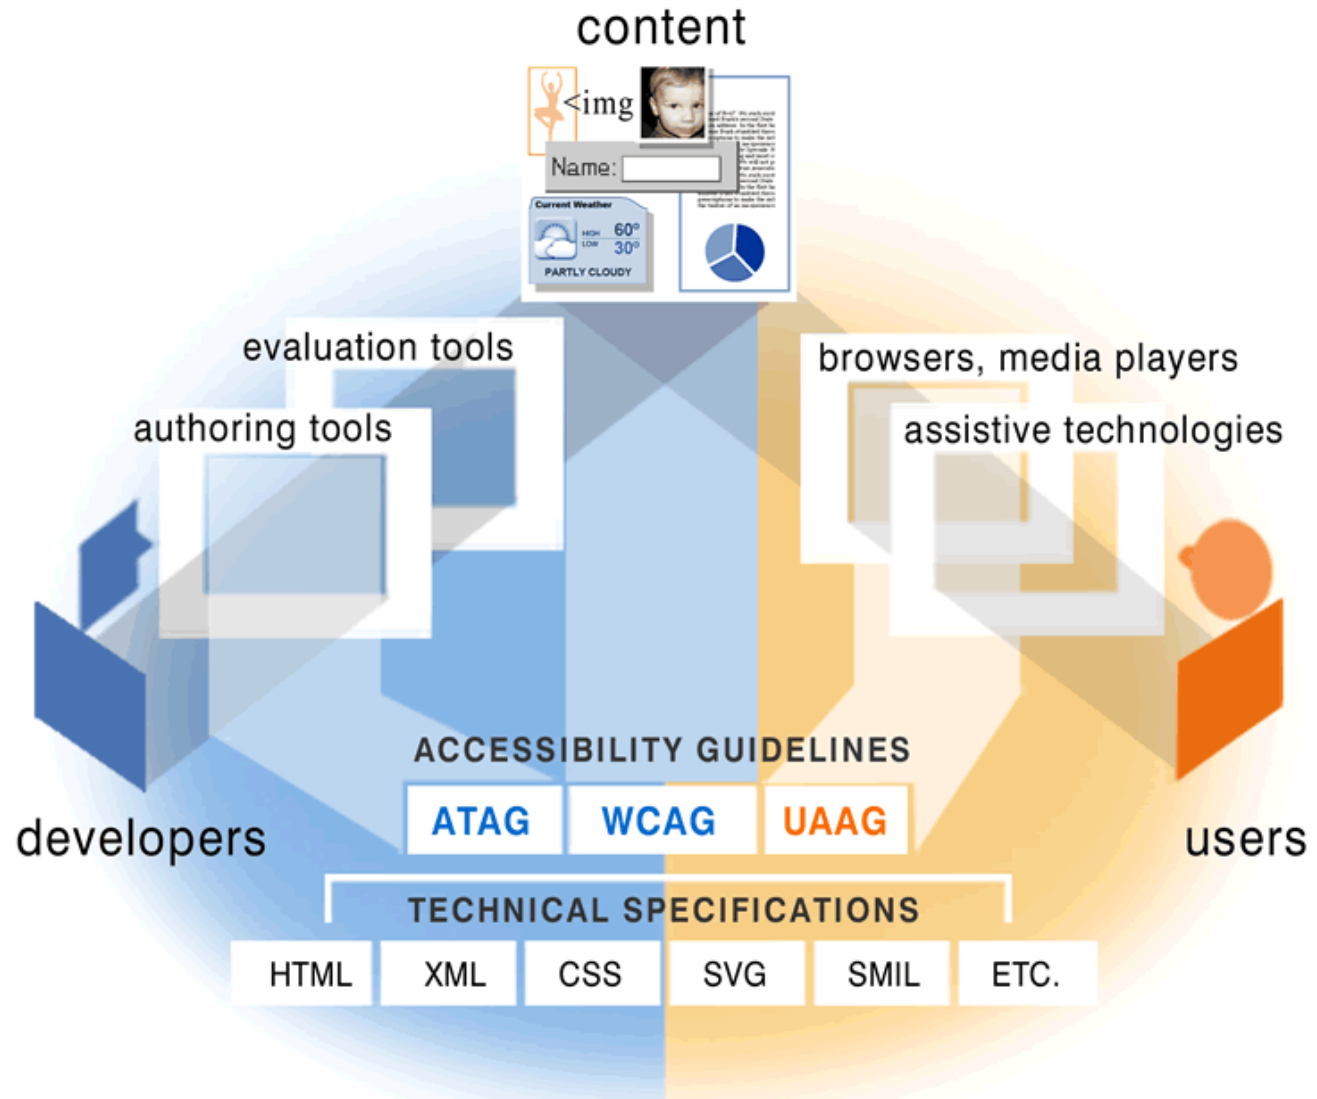 content
<img
Name:
Current Weather
HIGH 60°
LOW 30°
PARTLY CLOUDY
evaluation tools
authoring tools
browsers, media players
assistive technologies
developers
users
ACCESSIBILITY GUIDELINES
ATAG WCAG UAAG
TECHNICAL SPECIFICATIONS
HTML XML CSS SVG SMIL ETC.